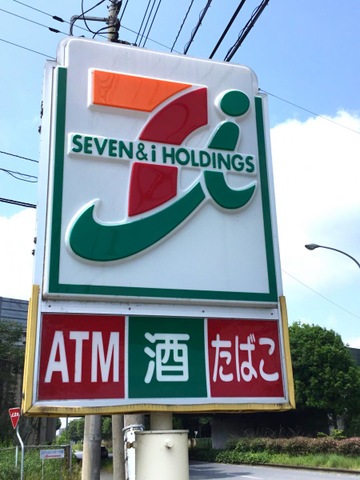 SEVEN&i HOLDINGS
ATM 酒 たばこ